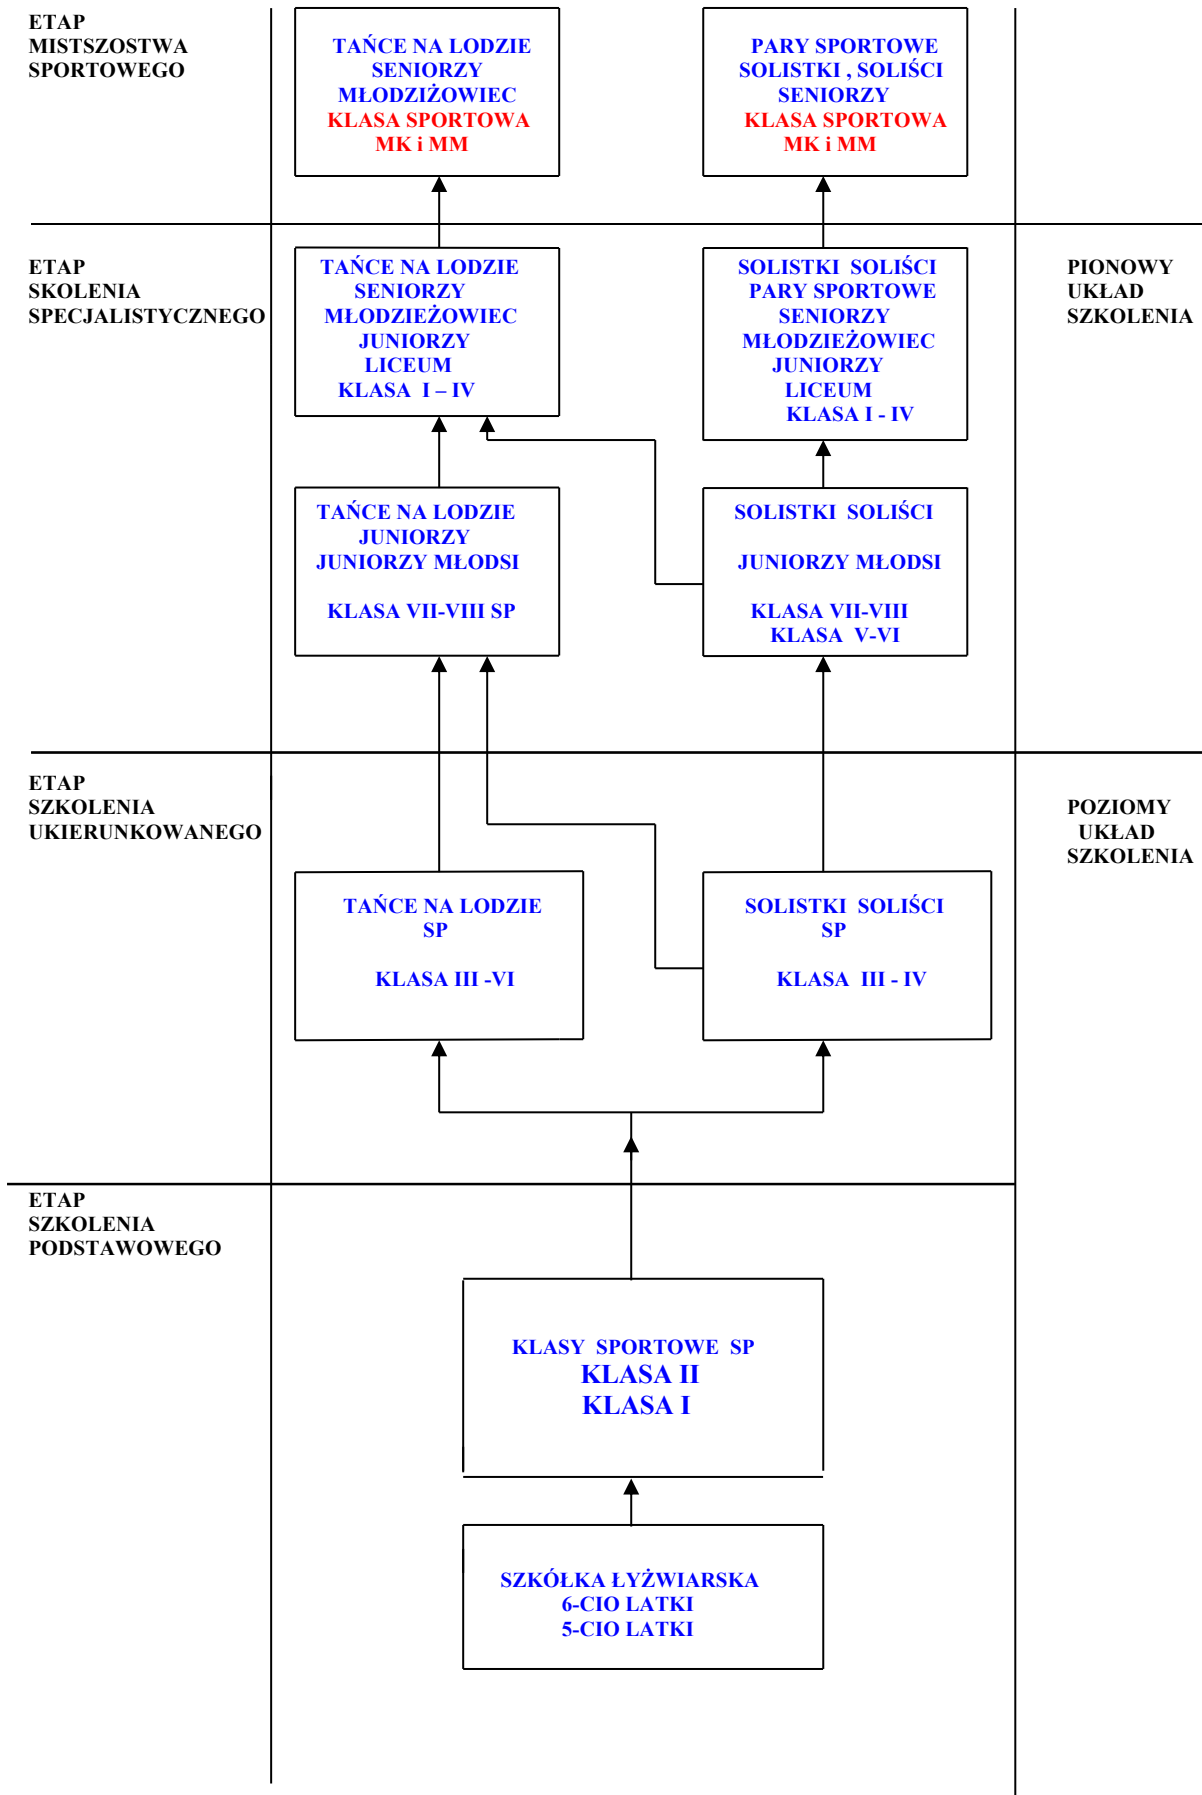 ETAP
MISTSZOSTWA
SPORTOWEGO
TAŃCE NA LODZIE
SENIORZY
MŁODZIŻOWIEC
KLASA SPORTOWA
MK i MM
PARY SPORTOWE
SOLISTKI , SOLIŚCI
SENIORZY
KLASA SPORTOWA
MK i MM
ETAP
SKOLENIA
SPECJALISTYCZNEGO
TAŃCE NA LODZIE
SENIORZY
MŁODZIEŻOWIEC
JUNIORZY
LICEUM
KLASA I – IV
SOLISTKI SOLIŚCI
PARY SPORTOWE
SENIORZY
MŁODZIEŻOWIEC
JUNIORZY
LICEUM
KLASA I - IV
PIONOWY
UKŁAD
SZKOLENIA
TAŃCE NA LODZIE
JUNIORZY
JUNIORZY MŁODSI
KLASA VII-VIII SP
SOLISTKI SOLIŚCI
JUNIORZY MŁODSI
KLASA VII-VIII
KLASA V-VI
ETAP
SZKOLENIA
UKIERUNKOWANEGO
POZIOMY
UKŁAD
SZKOLENIA
TAŃCE NA LODZIE
SP
KLASA III -VI
SOLISTKI SOLIŚCI
SP
KLASA III - IV
ETAP
SZKOLENIA
PODSTAWOWEGO
KLASY SPORTOWE SP
KLASA II
KLASA I
SZKÓŁKA ŁYŻWIARSKA
6-CIO LATKI
5-CIO LATKI